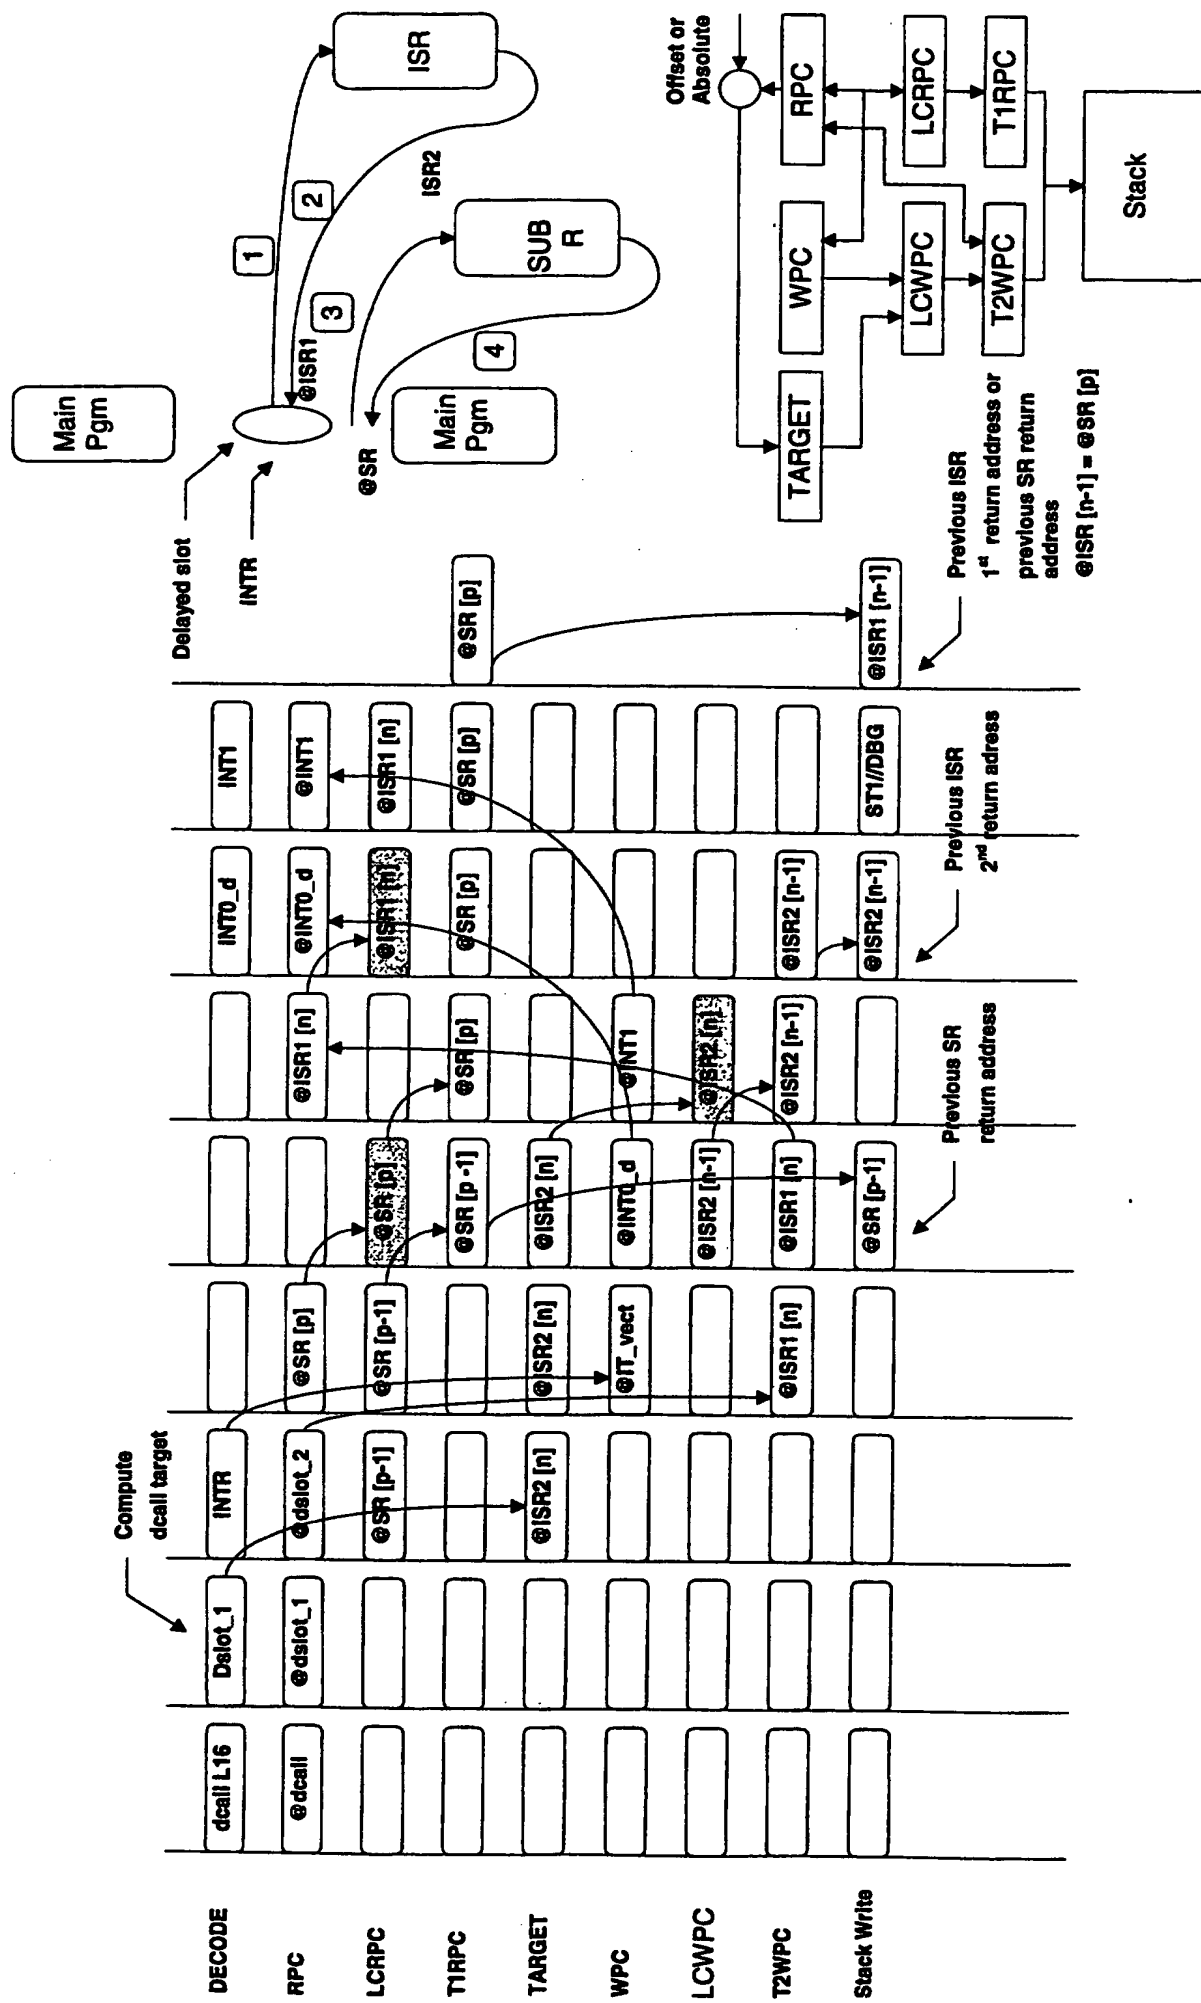 Compute
dcall target
DECODE
dcall L16
Dslot_1
INTR
INT0_d
INT1
RPC
@dcall
@dslot_1
@dslot_2
@SR [p]
@ISR1 [n]
@INT0_d
@INT1
LCRPC
@SR [p-1]
@SR [p-1]
@SR [p]
@ISR1 [n]
@ISR1 [n]
T1RPC
@SR [p -1]
@SR [p]
@SR [p]
@SR [p]
@SR [p]
TARGET
@ISR2 [n]
@ISR2 [n]
@ISR2 [n]
WPC
@IT_vect
@INT0_d
@INT1
LCWPC
@ISR2 [n-1]
@ISR2 [n]
T2WPC
@ISR1 [n]
@ISR1 [n]
@ISR2 [n-1]
@ISR2 [n-1]
Stack Write
@SR [p-1]
@ISR2 [n-1]
ST1//DBG
@ISR1 [n-1]
Previous SR
return address
Previous ISR
2nd return adress
Previous ISR
1st return address or
previous SR return
address
@ISR [n-1] = @SR [p]
Main
Pgm
Delayed slot
INTR
1
2
ISR
@ISR1
3
ISR2
@SR
SUB
R
Main
Pgm
4
Offset or
Absolute
TARGET
WPC
RPC
LCWPC
LCRPC
T2WPC
T1RPC
Stack